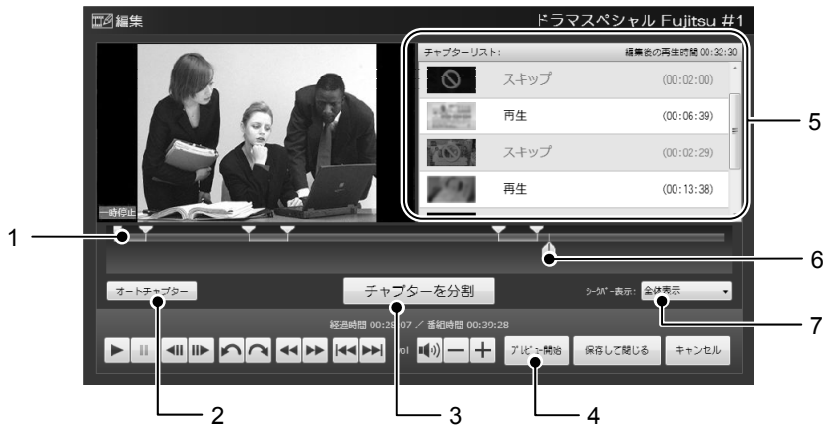 編集
ドラマスペシャル Fujitsu #1
チャプターリスト: 編集後の再生時間 00:32:30
スキップ (00:02:00)
再生 (00:06:39)
スキップ (00:02:29)
再生 (00:13:38)
5
一時停止
1
6
オートチャプター チャプターを分割 シークバー表示: 全体表示
7
経過時間 00:28:07 / 番組時間 00:39:28
プレビュー開始 保存して閉じる キャンセル
2 3 4